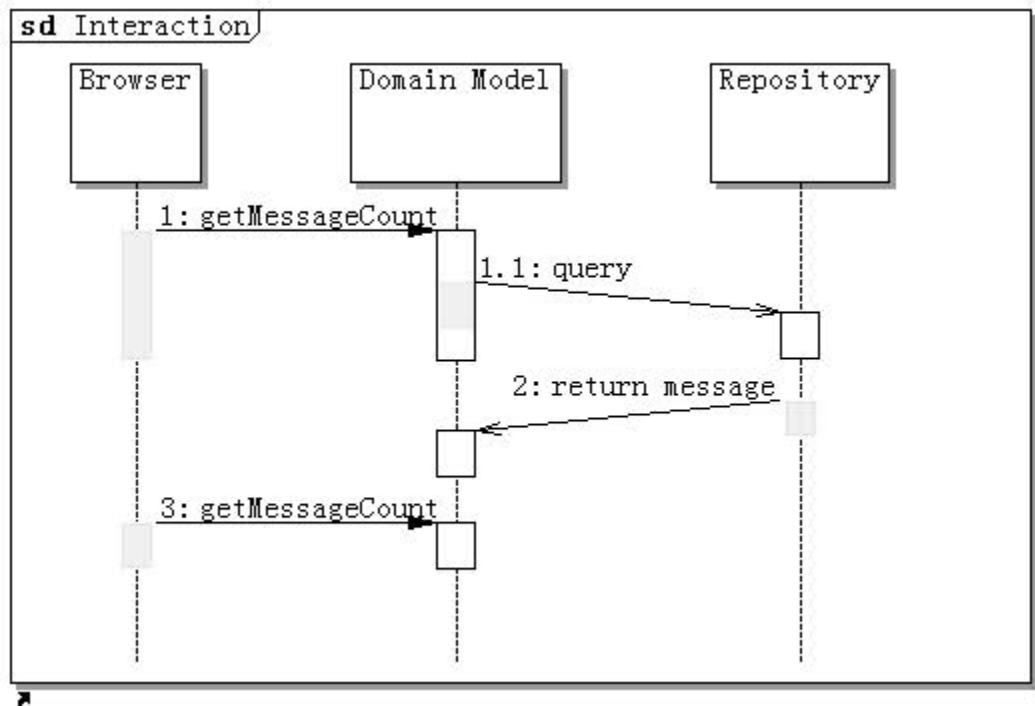 sd Interaction
Browser
Domain Model
Repository
1: getMessageCount
1.1: query
2: return message
3: getMessageCount